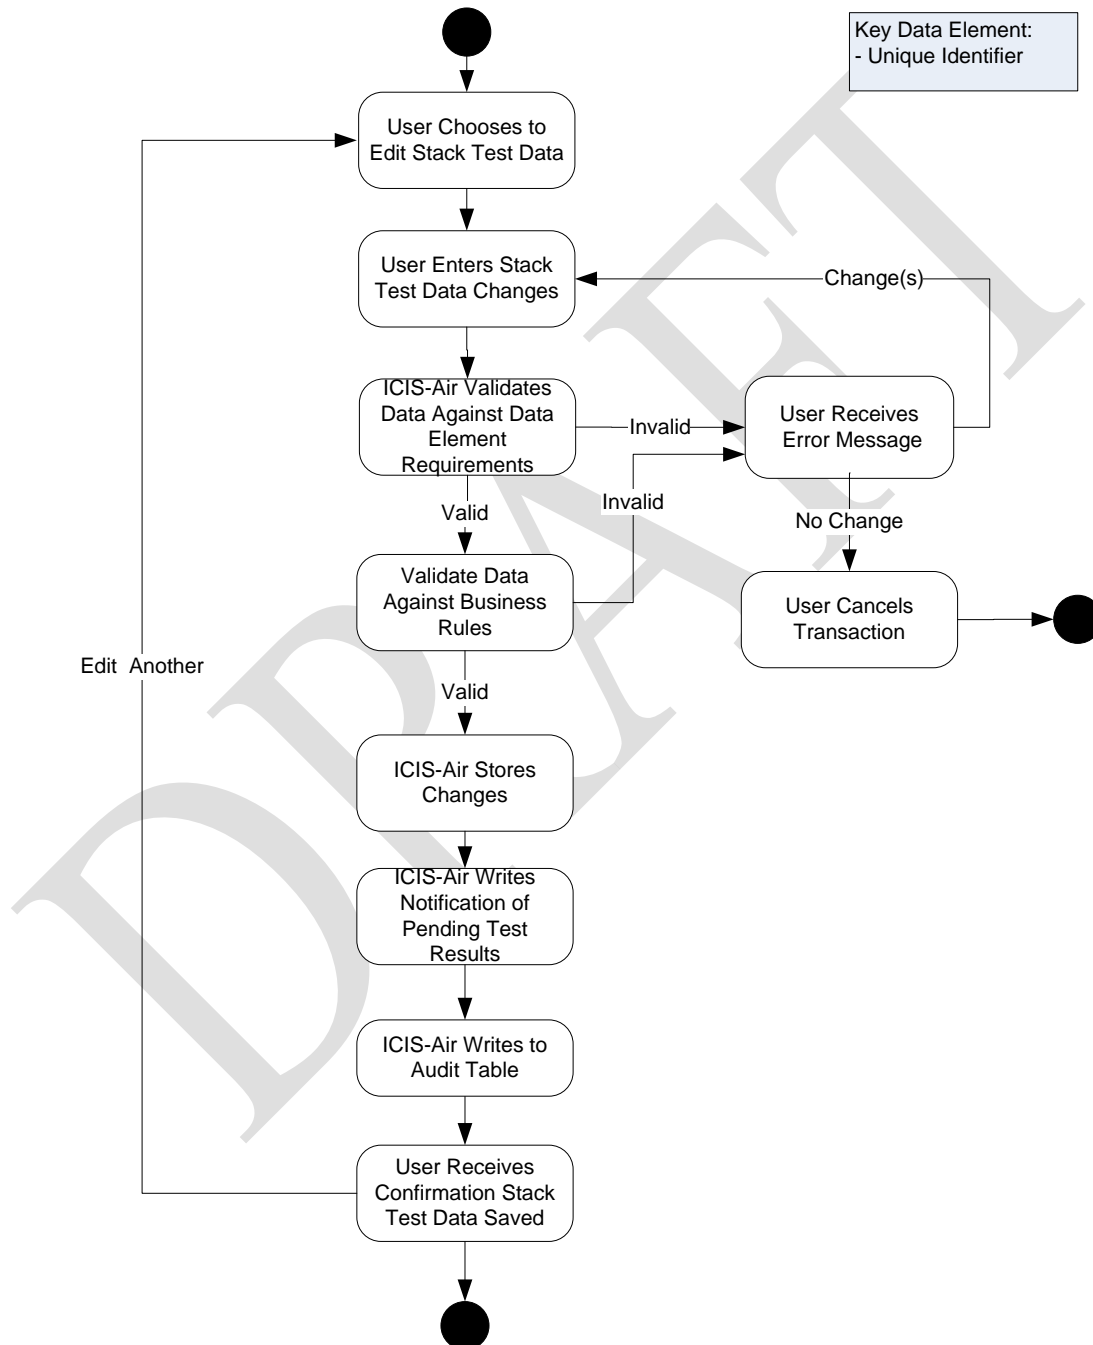 Key Data Element:
- Unique Identifier
User Chooses to
Edit Stack Test Data
User Enters Stack
Test Data Changes
Change(s)
ICIS-Air Validates
Data Against Data
Element
Requirements
Invalid
User Receives
Error Message
Valid
Invalid
No Change
Validate Data
Against Business
Rules
User Cancels
Transaction
Edit Another
Valid
ICIS-Air Stores
Changes
ICIS-Air Writes
Notification of
Pending Test
Results
ICIS-Air Writes to
Audit Table
User Receives
Confirmation Stack
Test Data Saved
DRAFT